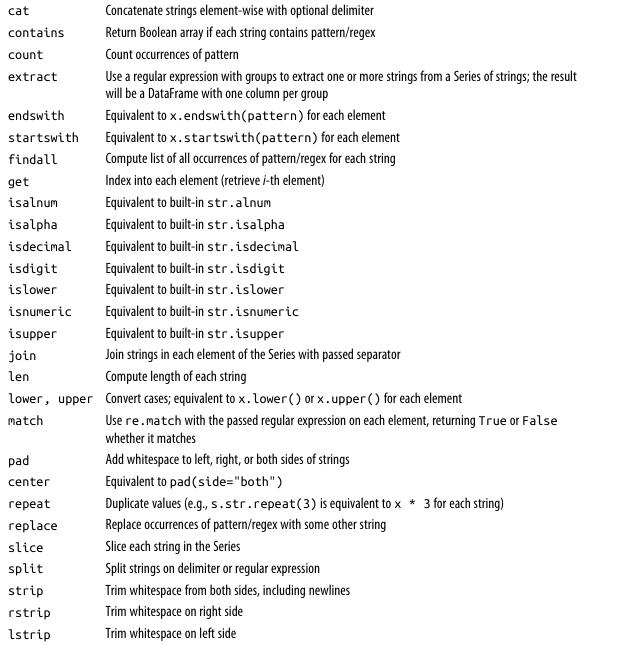 cat Concatenate strings element-wise with optional delimiter
contains Return Boolean array if each string contains pattern/regex
count Count occurrences of pattern
extract Use a regular expression with groups to extract one or more strings from a Series of strings; the result
will be a DataFrame with one column per group
endswith Equivalent to x.endswith(pattern) for each element
startswith Equivalent to x.startswith(pattern) for each element
findall Compute list of all occurrences of pattern/regex for each string
get Index into each element (retrieve i-th element)
isalnum Equivalent to built-in str.alnum
isalpha Equivalent to built-in str.isalpha
isdecimal Equivalent to built-in str.isdecimal
isdigit Equivalent to built-in str.isdigit
islower Equivalent to built-in str.islower
isnumeric Equivalent to built-in str.isnumeric
isupper Equivalent to built-in str.isupper
join Join strings in each element of the Series with passed separator
len Compute length of each string
lower, upper Convert cases; equivalent to x.lower() or x.upper() for each element
match Use re.match with the passed regular expression on each element, returning True or False
whether it matches
pad Add whitespace to left, right, or both sides of strings
center Equivalent to pad(side="both")
repeat Duplicate values (e.g., s.str.repeat(3) is equivalent to x * 3 for each string)
replace Replace occurrences of pattern/regex with some other string
slice Slice each string in the Series
split Split strings on delimiter or regular expression
strip Trim whitespace from both sides, including newlines
rstrip Trim whitespace on right side
lstrip Trim whitespace on left side